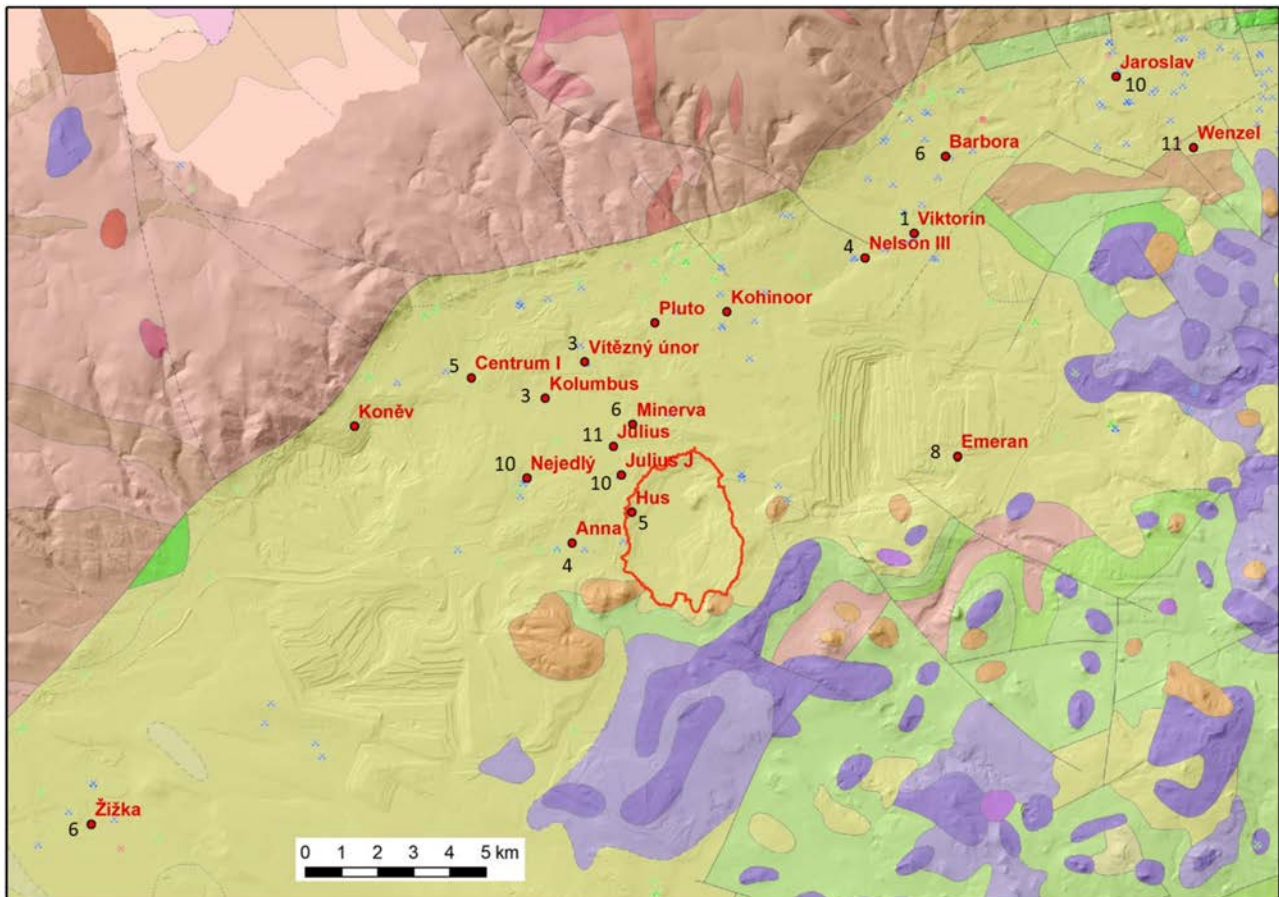 Jaroslav
10
Wenzel
11
Barbora
6
Viktorin
1
Nelson III
4
Kohinoor
Pluto
3
Vítězný únor
5
Centrum I
Kolumbus
3
Koněv
6
Minerva
11
Július
Emeran
8
Nejedlý
10
Julius J
10
Hus
5
Anna
4
Žižka
6
0 1 2 3 4 5 km